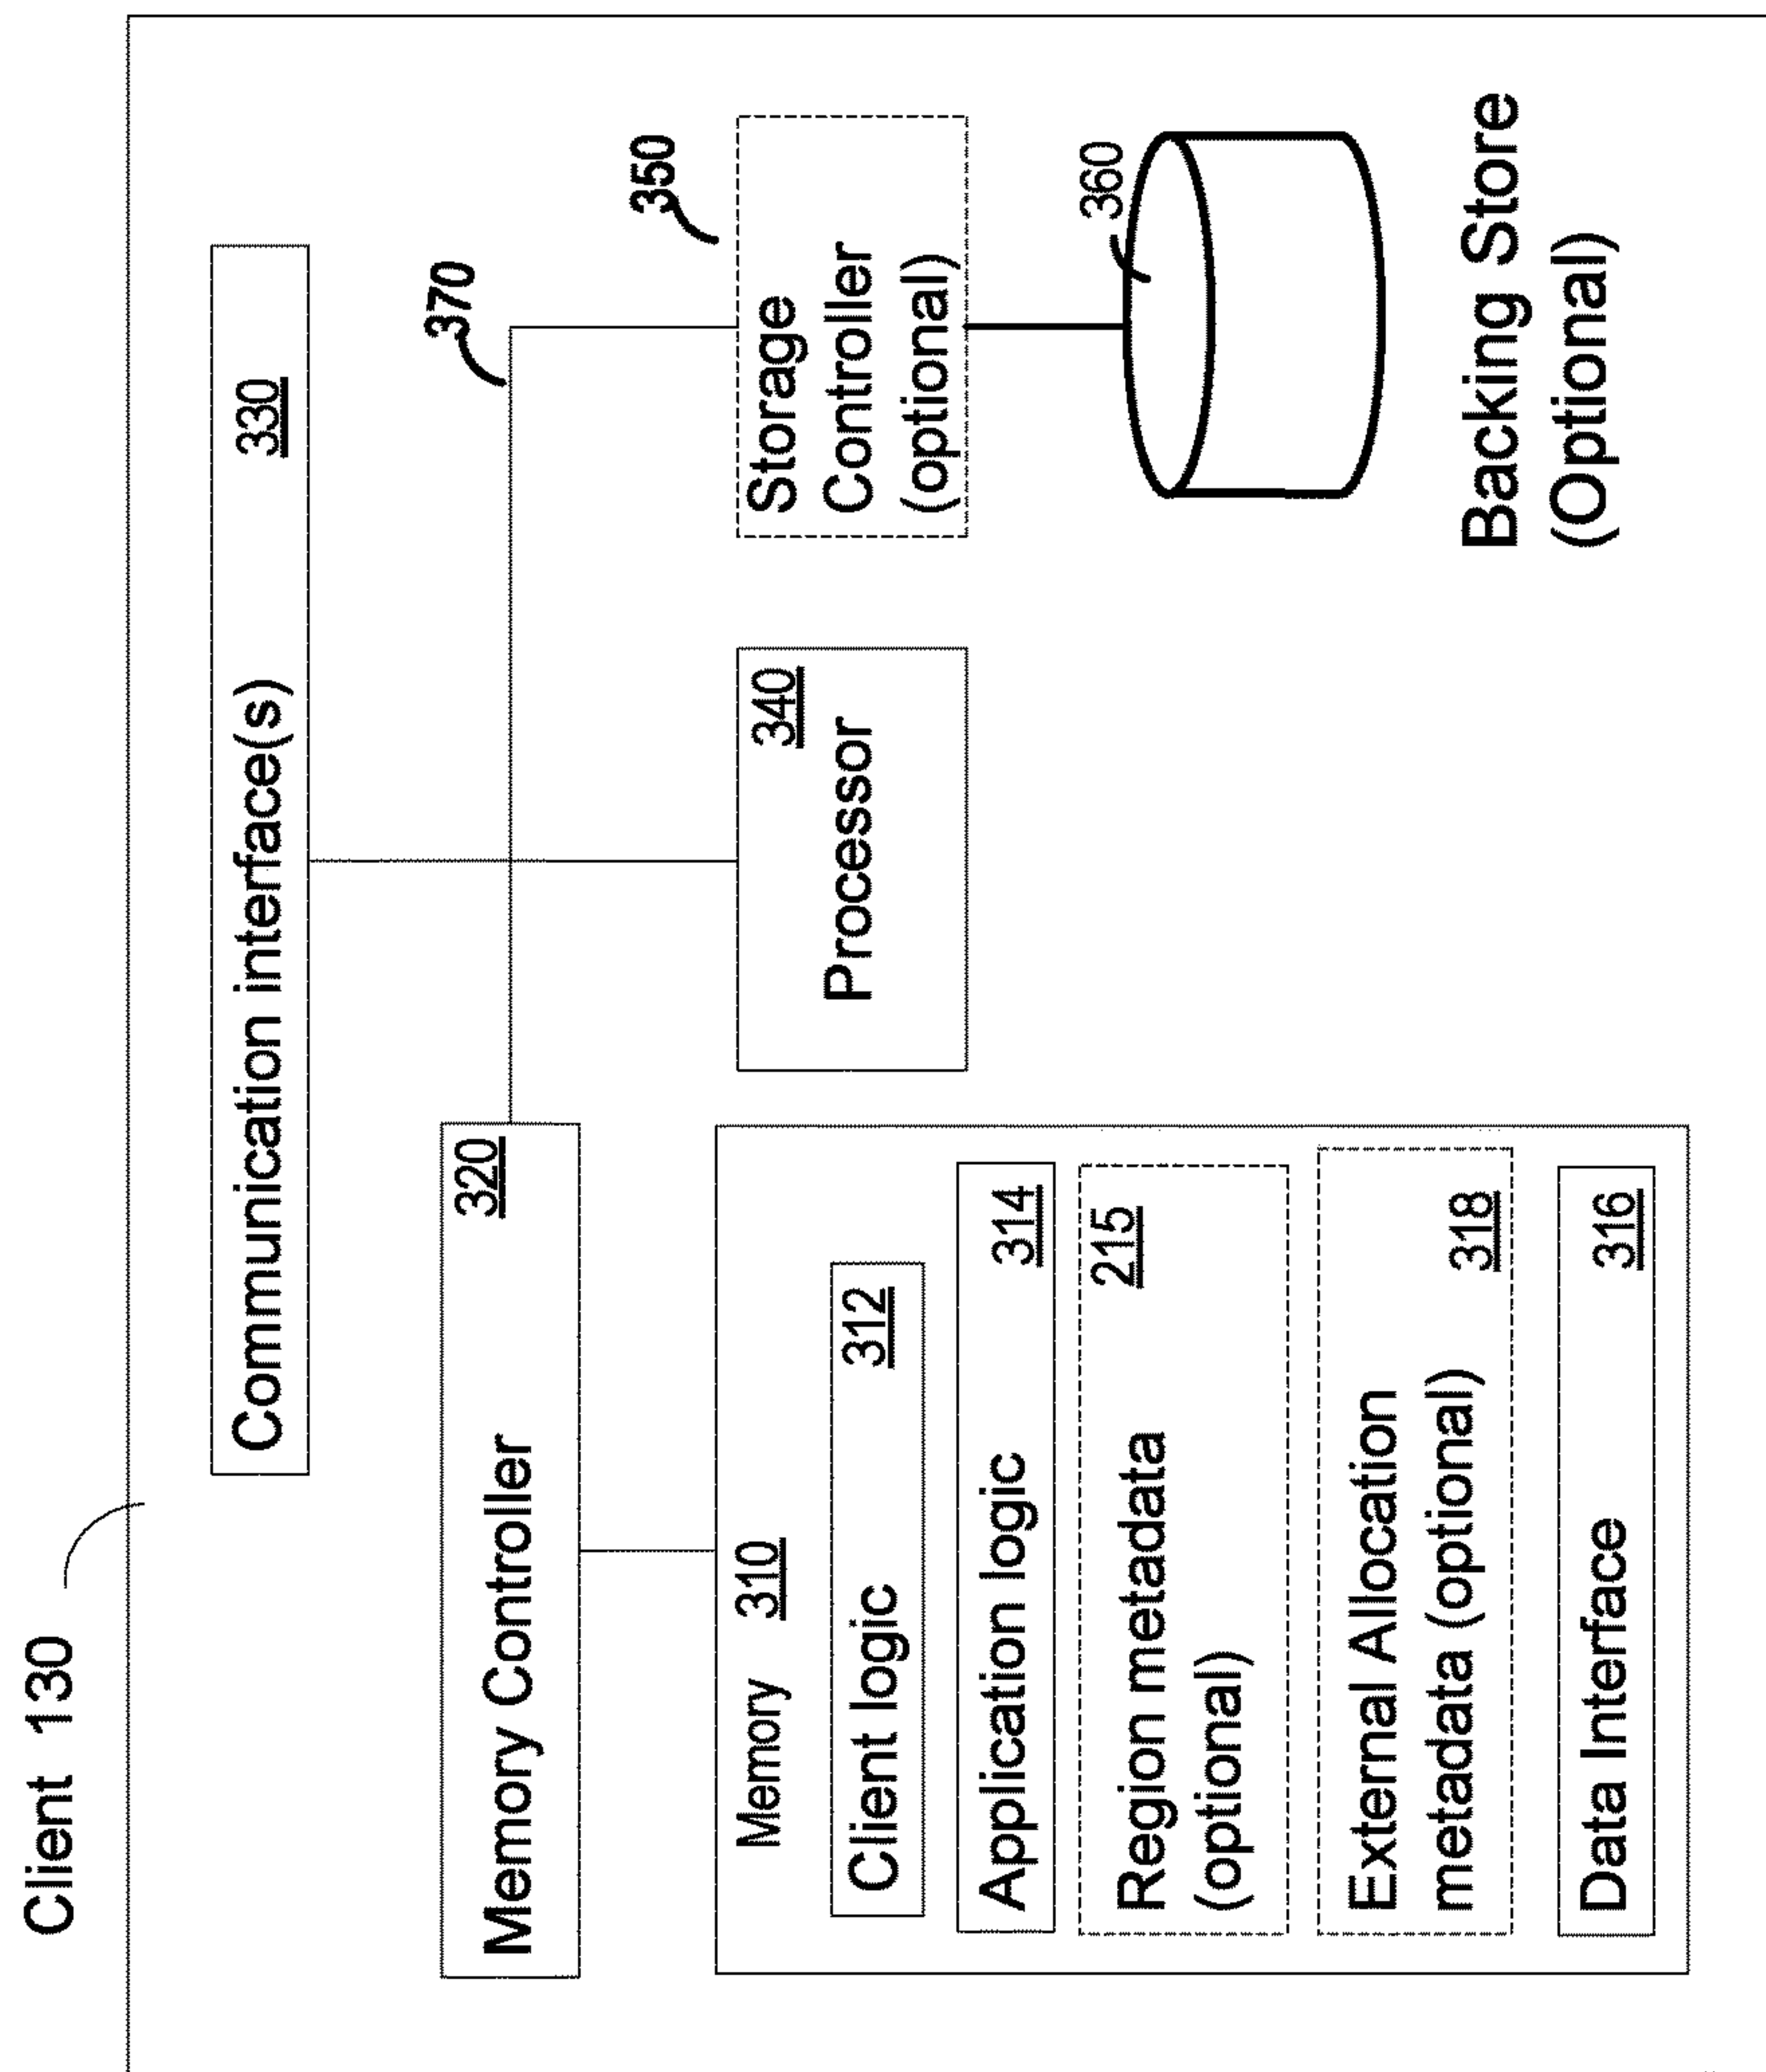 Client 130
Communication interface(s) 330
370
Memory Controller 320
350
Storage
Controller
(optional)
340
Processor
360
Backing Store
(Optional)
Memory 310
Client logic 312
Application logic 314
Region metadata 215
(optional)
External Allocation
metadata (optional) 318
Data Interface 316